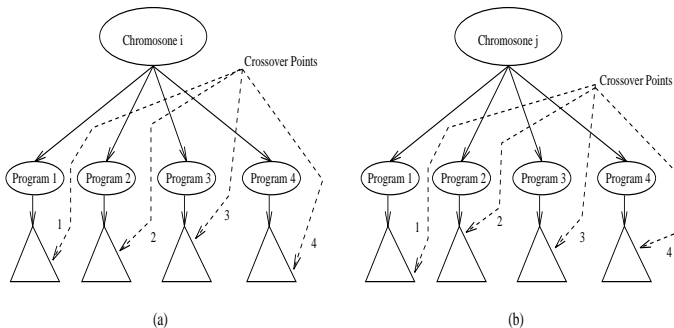 Chromosone i
Crossover Points
Program 1
Program 2
Program 3
Program 4
1
2
3
4
(a)
Chromosone j
Crossover Points
Program 1
Program 2
Program 3
Program 4
1
2
3
4
(b)